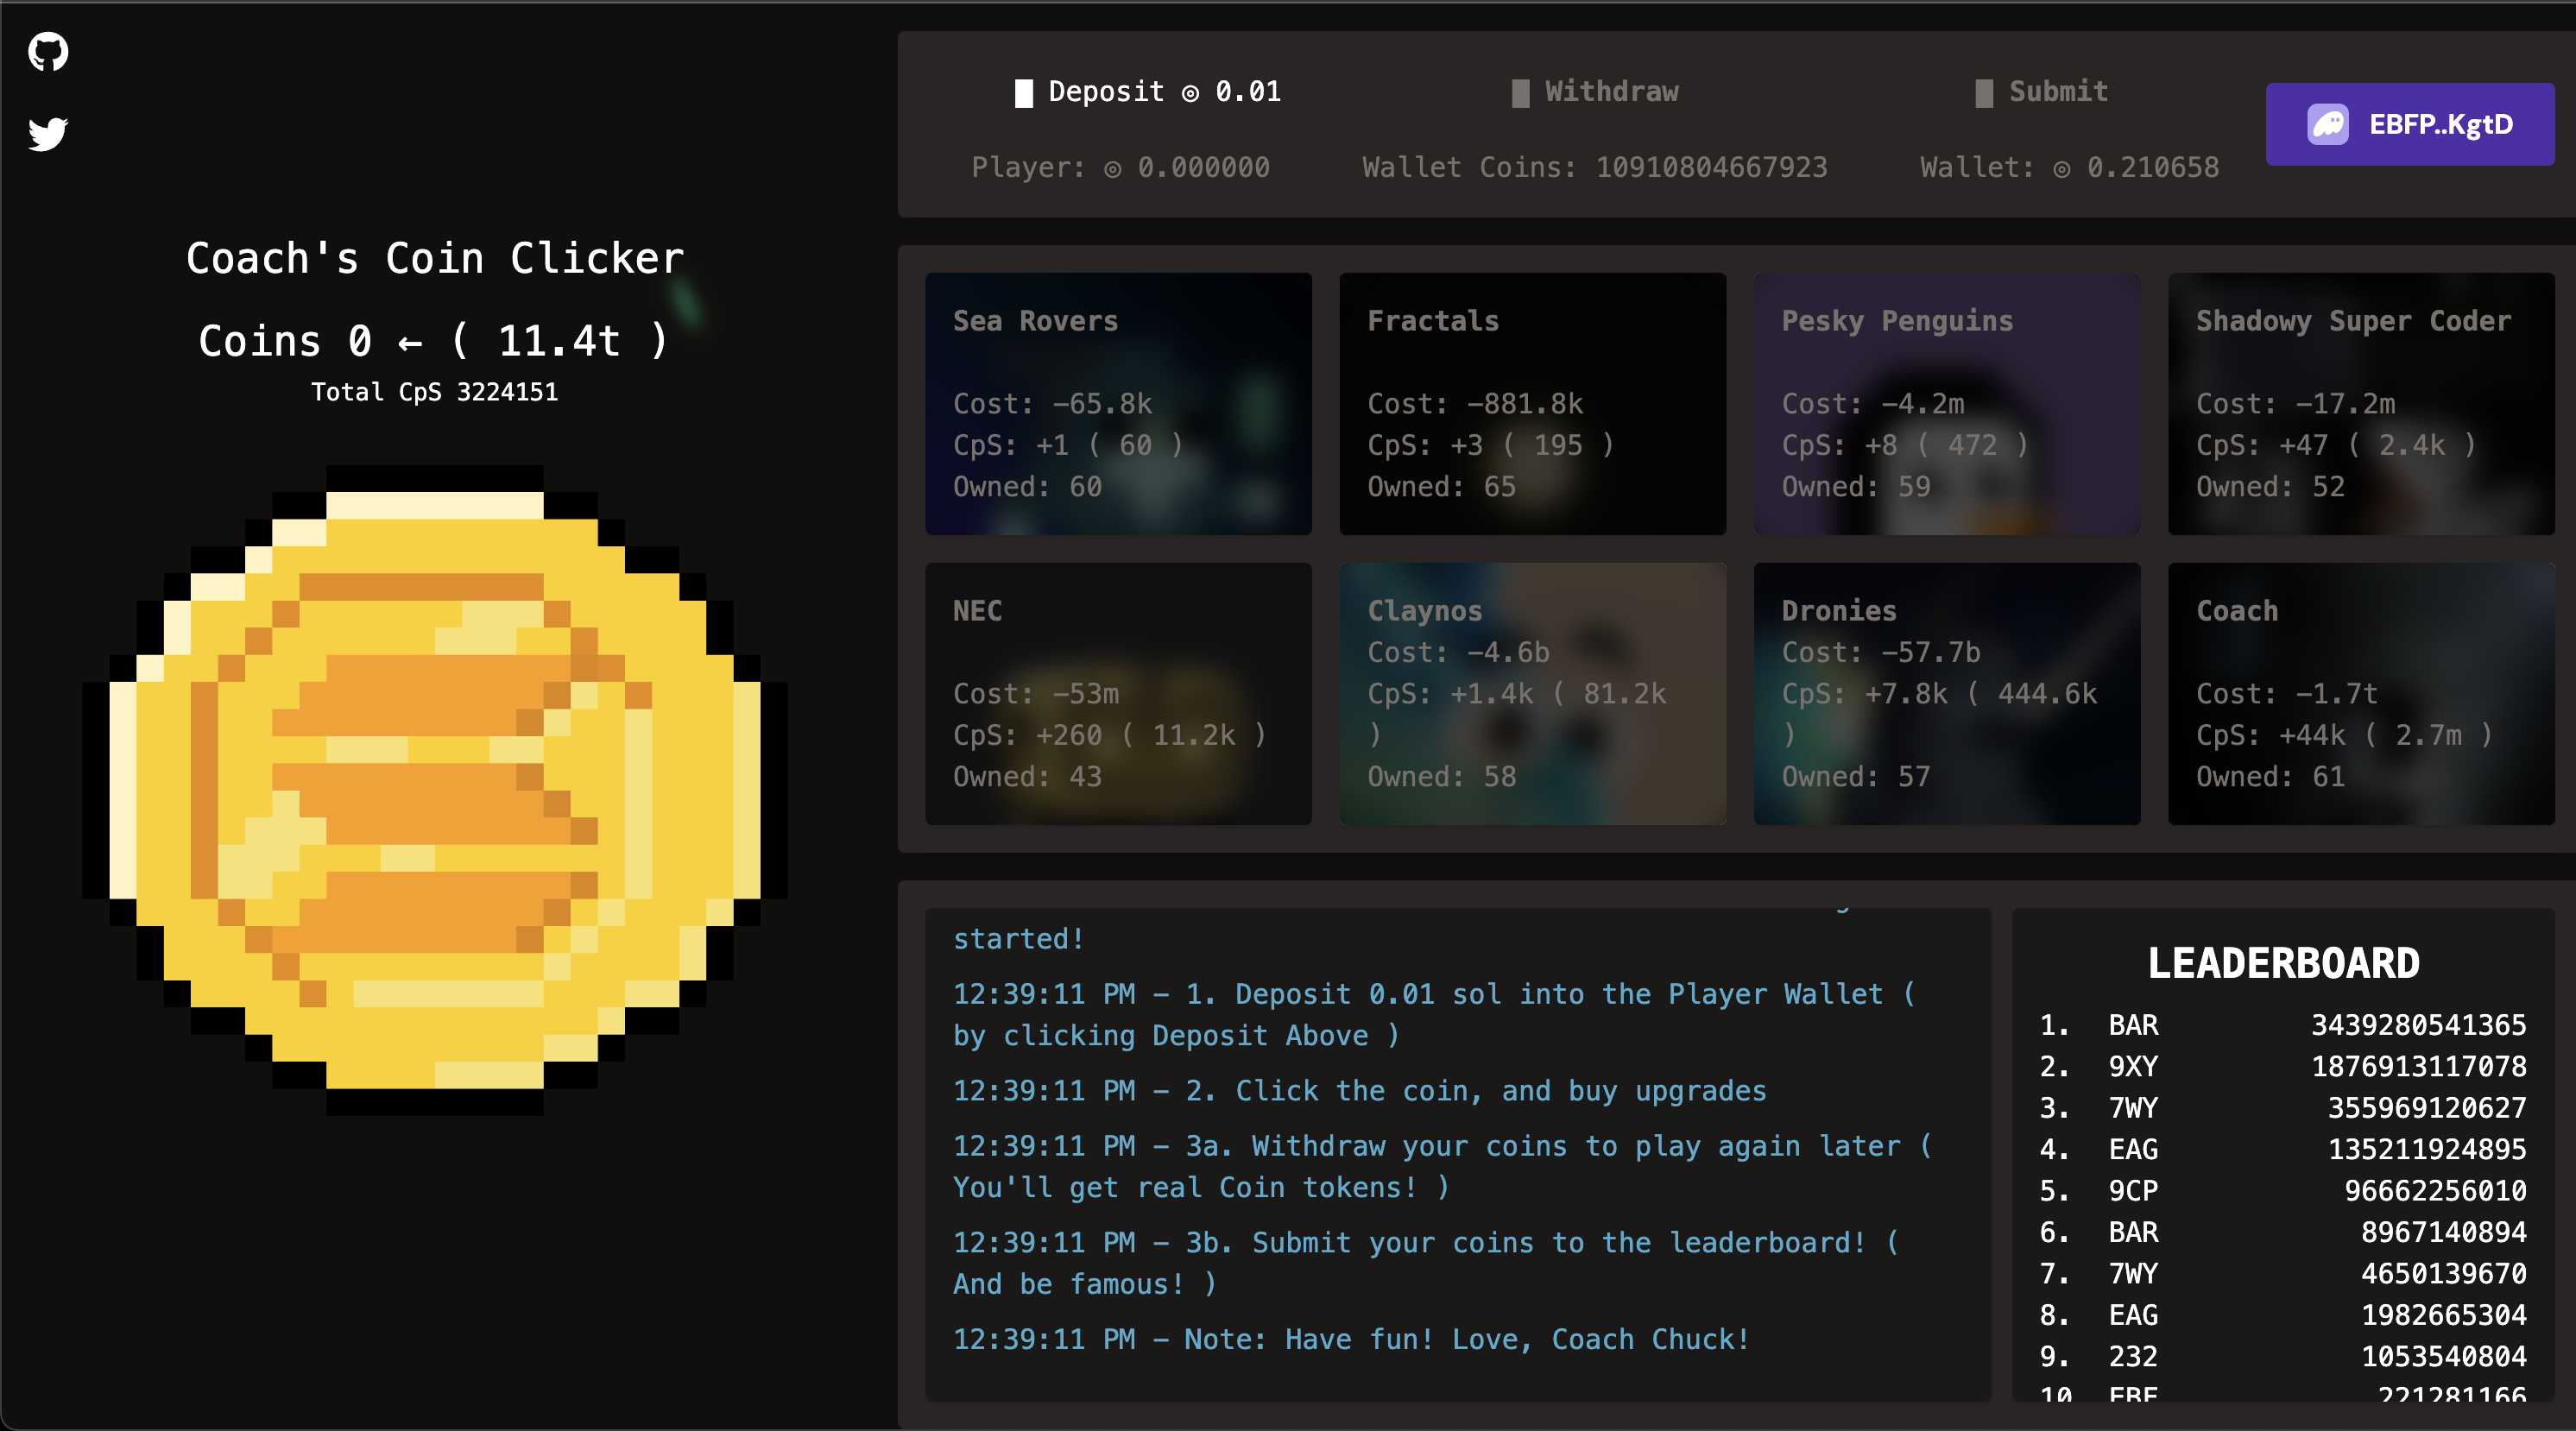 Deposit ◎ 0.01
Withdraw
Submit
EBFP..KgtD
Player: ◎ 0.000000
Wallet Coins: 10910804667923
Wallet: ◎ 0.210658
Coach's Coin Clicker
Coins 0 ← ( 11.4t )
Total CpS 3224151
Sea Rovers
Cost: -65.8k
CpS: +1 ( 60 )
Owned: 60
Fractals
Cost: -881.8k
CpS: +3 ( 195 )
Owned: 65
Pesky Penguins
Cost: -4.2m
CpS: +8 ( 472 )
Owned: 59
Shadowy Super Coder
Cost: -17.2m
CpS: +47 ( 2.4k )
Owned: 52
NEC
Cost: -53m
CpS: +260 ( 11.2k )
Owned: 43
Claynos
Cost: -4.6b
CpS: +1.4k ( 81.2k
)
Owned: 58
Dronies
Cost: -57.7b
CpS: +7.8k ( 444.6k
)
Owned: 57
Coach
Cost: -1.7t
CpS: +44k ( 2.7m )
Owned: 61
started!
12:39:11 PM - 1. Deposit 0.01 sol into the Player Wallet (
by clicking Deposit Above )
12:39:11 PM - 2. Click the coin, and buy upgrades
12:39:11 PM - 3a. Withdraw your coins to play again later (
You'll get real Coin tokens! )
12:39:11 PM - 3b. Submit your coins to the leaderboard! (
And be famous! )
12:39:11 PM - Note: Have fun! Love, Coach Chuck!
LEADERBOARD
1. BAR 3439280541365
2. 9XY 1876913117078
3. 7WY 355969120627
4. EAG 135211924895
5. 9CP 96662256010
6. BAR 8967140894
7. 7WY 4650139670
8. EAG 1982665304
9. 232 1053540804
10 EBF 221281166